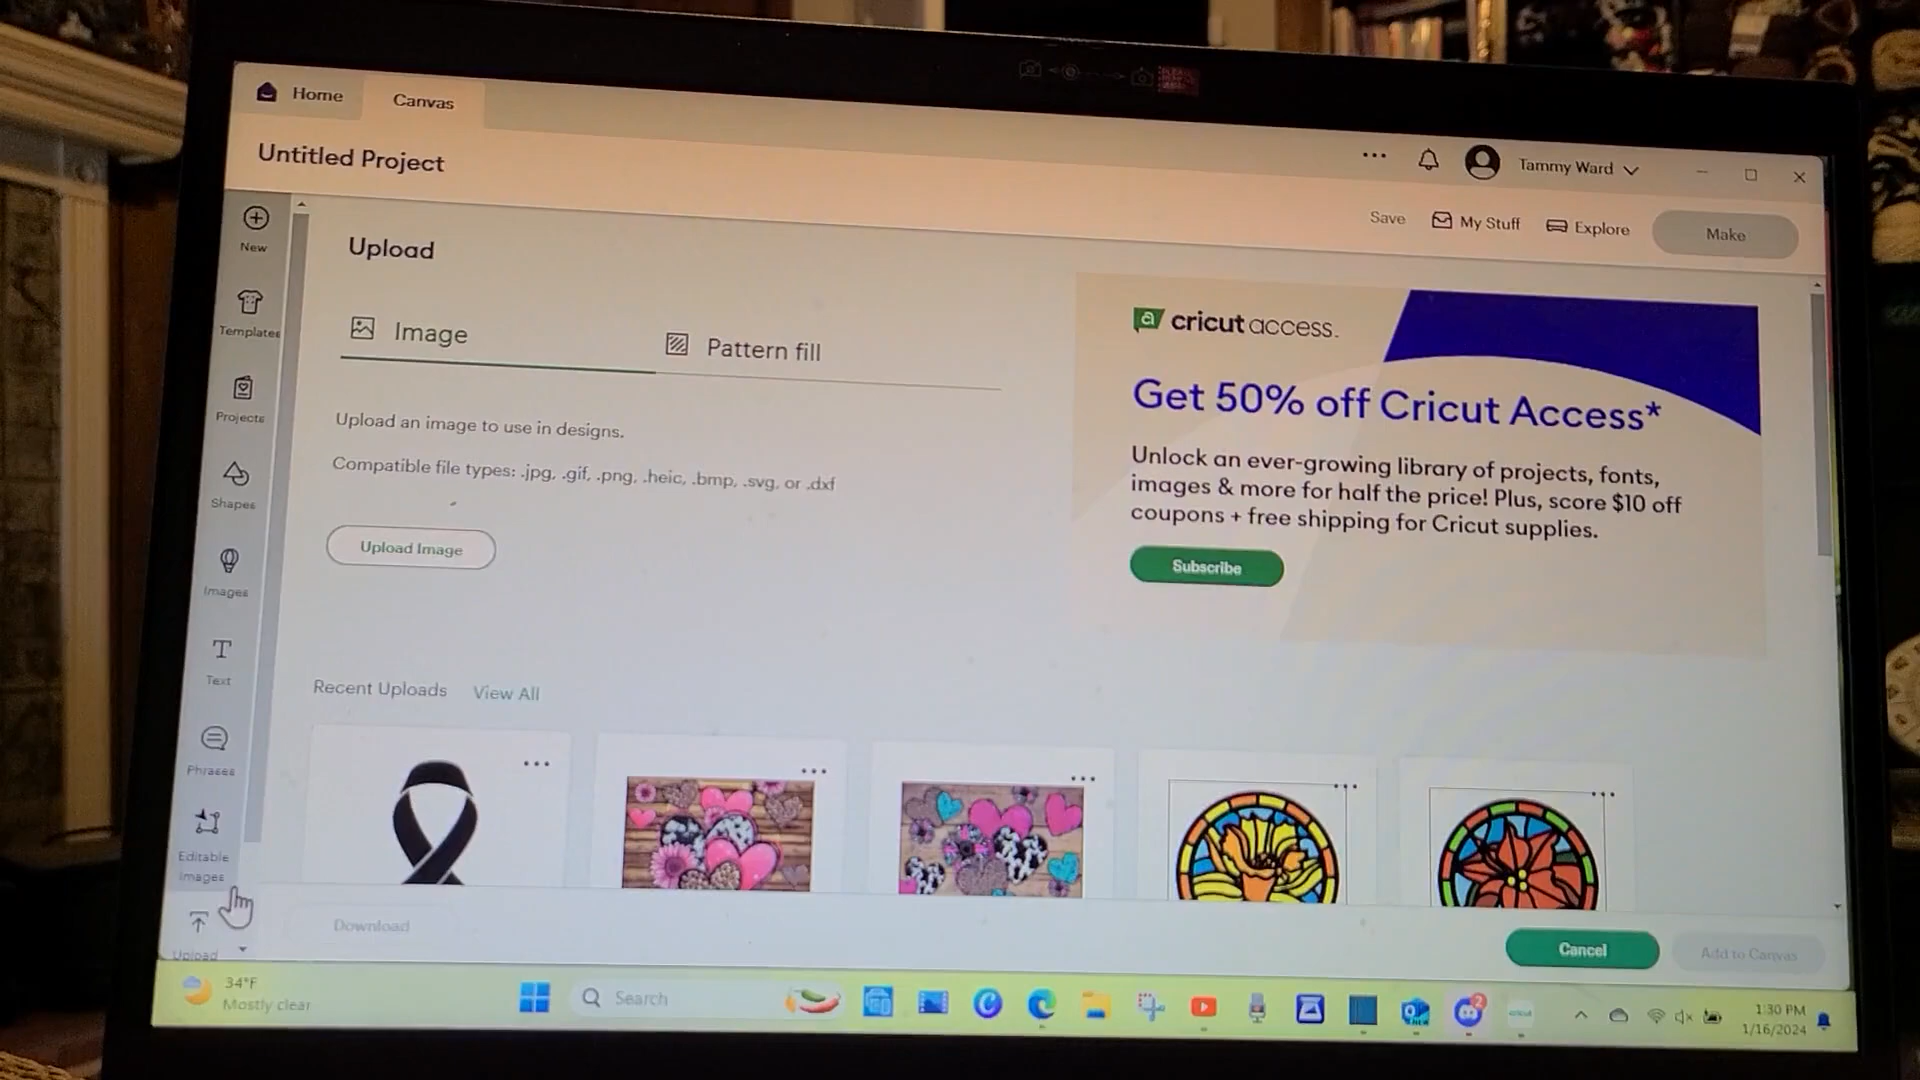 Home
Canvas
Untitled Project
Tammy Ward
Save
My Stuff
Explore
Make
New
Templates
Projects
Shapes
Images
Text
Phrases
Editable
Images
Upload
Upload
Image
Pattern fill
Upload an image to use in designs.
Compatible file types: .jpg, .gif, .png, .heic, .bmp, .svg, or .dxf
Upload Image
a cricut access.
Get 50% off Cricut Access*
Unlock an ever-growing library of projects, fonts,
images & more for half the price! Plus, score $10 off
coupons + free shipping for Cricut supplies.
Subscribe
Recent Uploads
View All
Download
Cancel
Add to Canvas
34°F
Mostly clear
Search
2
1:30 PM
1/16/2024